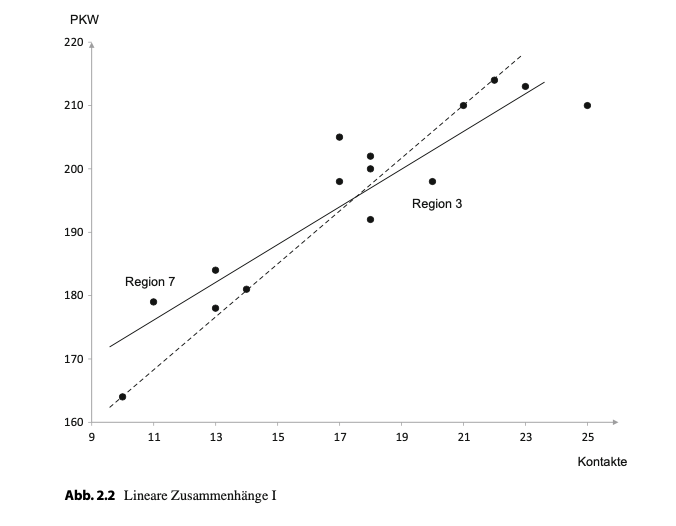 PKW
220
210
200
190
180
170
160
Region 7
Region 3
9 11 13 15 17 19 21 23 25
Kontakte
Abb. 2.2 Lineare Zusammenhänge I